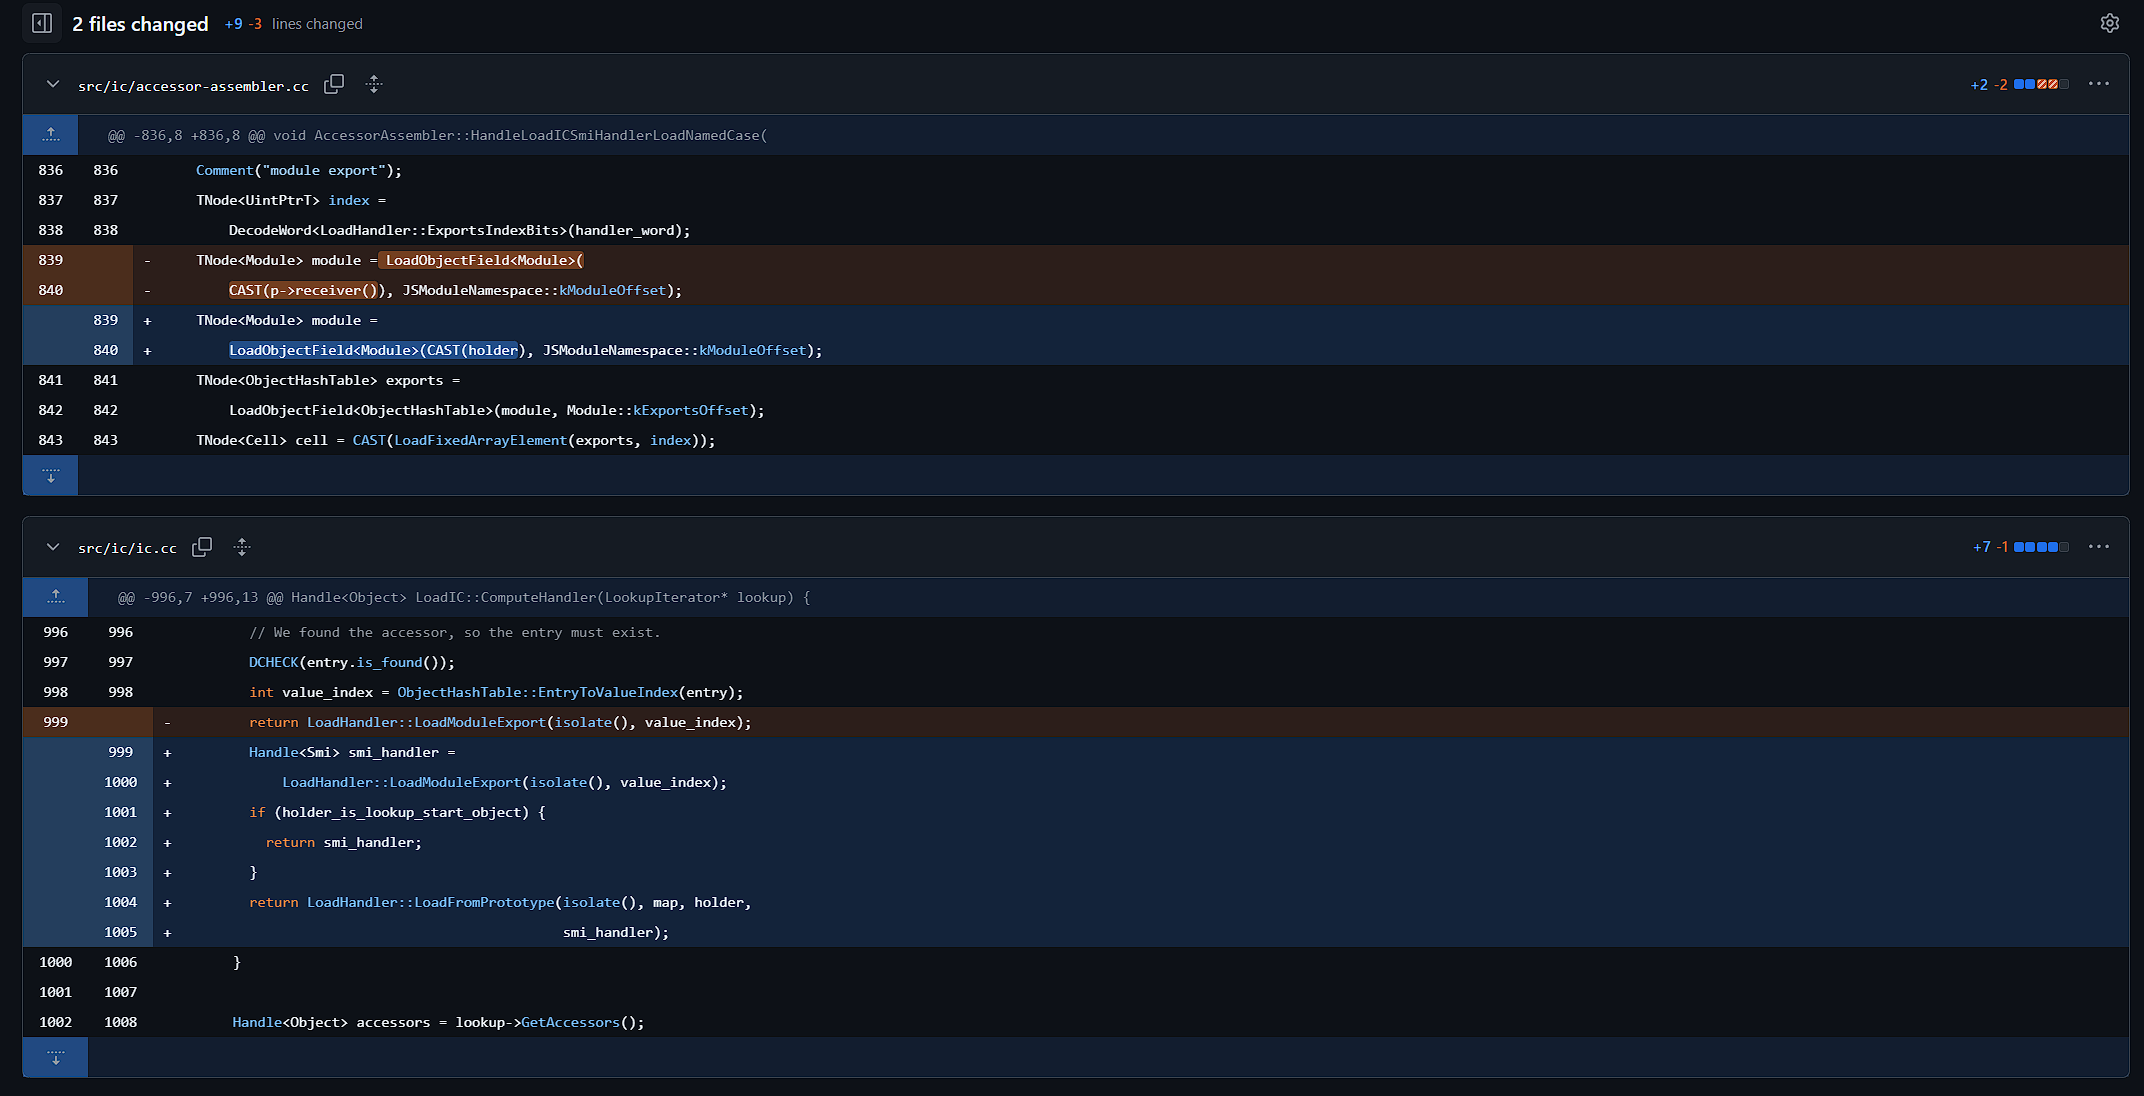 2 files changed +9 -3 lines changed
src/ic/accessor-assembler.cc +2 -2
@@ -836,8 +836,8 @@ void AccessorAssembler::HandleLoadICSmiHandlerLoadNamedCase(
836 836 Comment("module export");
837 837 TNode<UintPtrT> index =
838 838 DecodeWord<LoadHandler::ExportsIndexBits>(handler_word);
839 - TNode<Module> module = LoadObjectField<Module>(
840 - CAST(p->receiver()), JSModuleNamespace::kModuleOffset);
839 + TNode<Module> module =
840 + LoadObjectField<Module>(CAST(holder), JSModuleNamespace::kModuleOffset);
841 841 TNode<ObjectHashTable> exports =
842 842 LoadObjectField<ObjectHashTable>(module, Module::kExportsOffset);
843 843 TNode<Cell> cell = CAST(LoadFixedArrayElement(exports, index));
src/ic/ic.cc +7 -1
@@ -996,7 +996,13 @@ Handle<Object> LoadIC::ComputeHandler(LookupIterator* lookup) {
996 996 // We found the accessor, so the entry must exist.
997 997 DCHECK(entry.is_found());
998 998 int value_index = ObjectHashTable::EntryToValueIndex(entry);
999 - return LoadHandler::LoadModuleExport(isolate(), value_index);
999 + Handle<Smi> smi_handler =
1000 + LoadHandler::LoadModuleExport(isolate(), value_index);
1001 + if (holder_is_lookup_start_object) {
1002 + return smi_handler;
1003 + }
1004 + return LoadHandler::LoadFromPrototype(isolate(), map, holder,
1005 + smi_handler);
1000 1006 }
1001 1007
1002 1008 Handle<Object> accessors = lookup->GetAccessors();